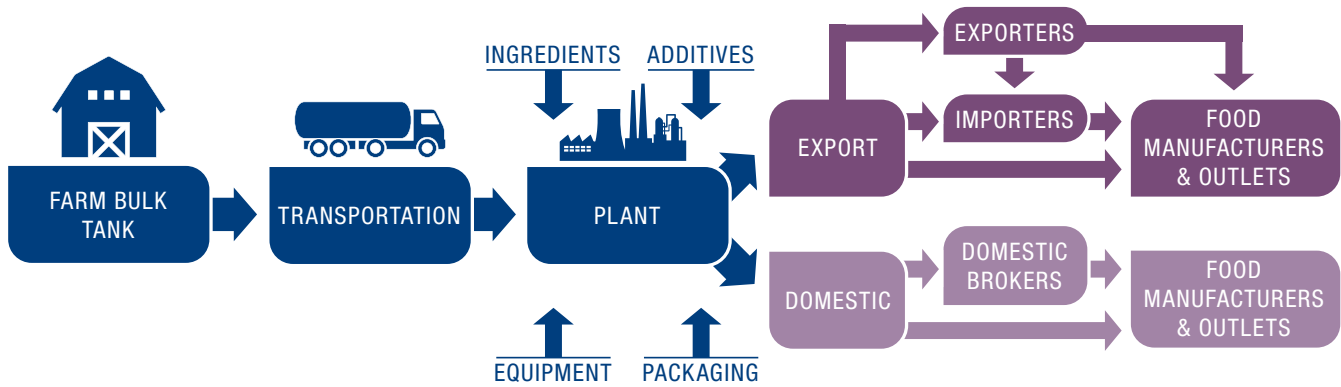 FARM BULK
TANK
TRANSPORTATION
INGREDIENTS
ADDITIVES
PLANT
EQUIPMENT
PACKAGING
EXPORT
EXPORTERS
IMPORTERS
FOOD
MANUFACTURERS
& OUTLETS
DOMESTIC
DOMESTIC
BROKERS
FOOD
MANUFACTURERS
& OUTLETS